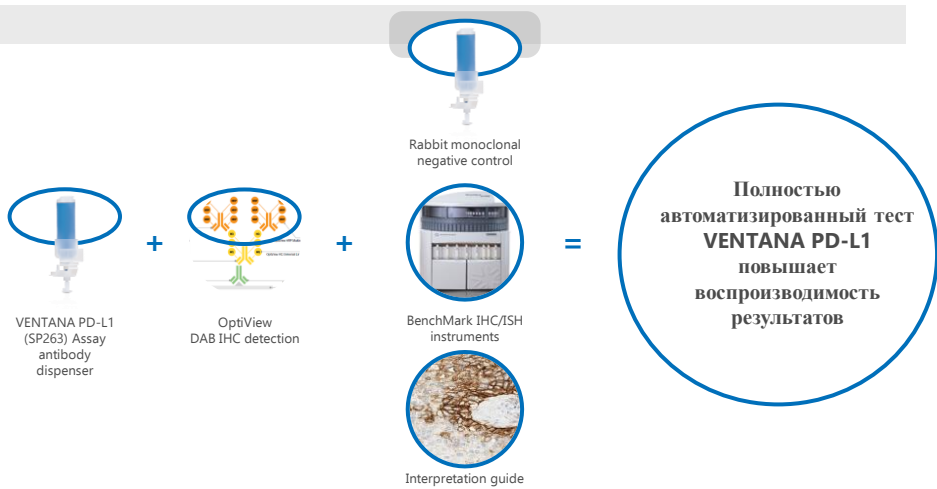 Rabbit monoclonal
negative control
+
+
=
VENTANA PD-L1
(SP263) Assay
antibody
dispenser
OptiView
DAB IHC detection
BenchMark IHC/ISH
instruments
Interpretation guide
Полностью
автоматизированный тест
VENTANA PD-L1
повышает
воспроизводимость
результатов